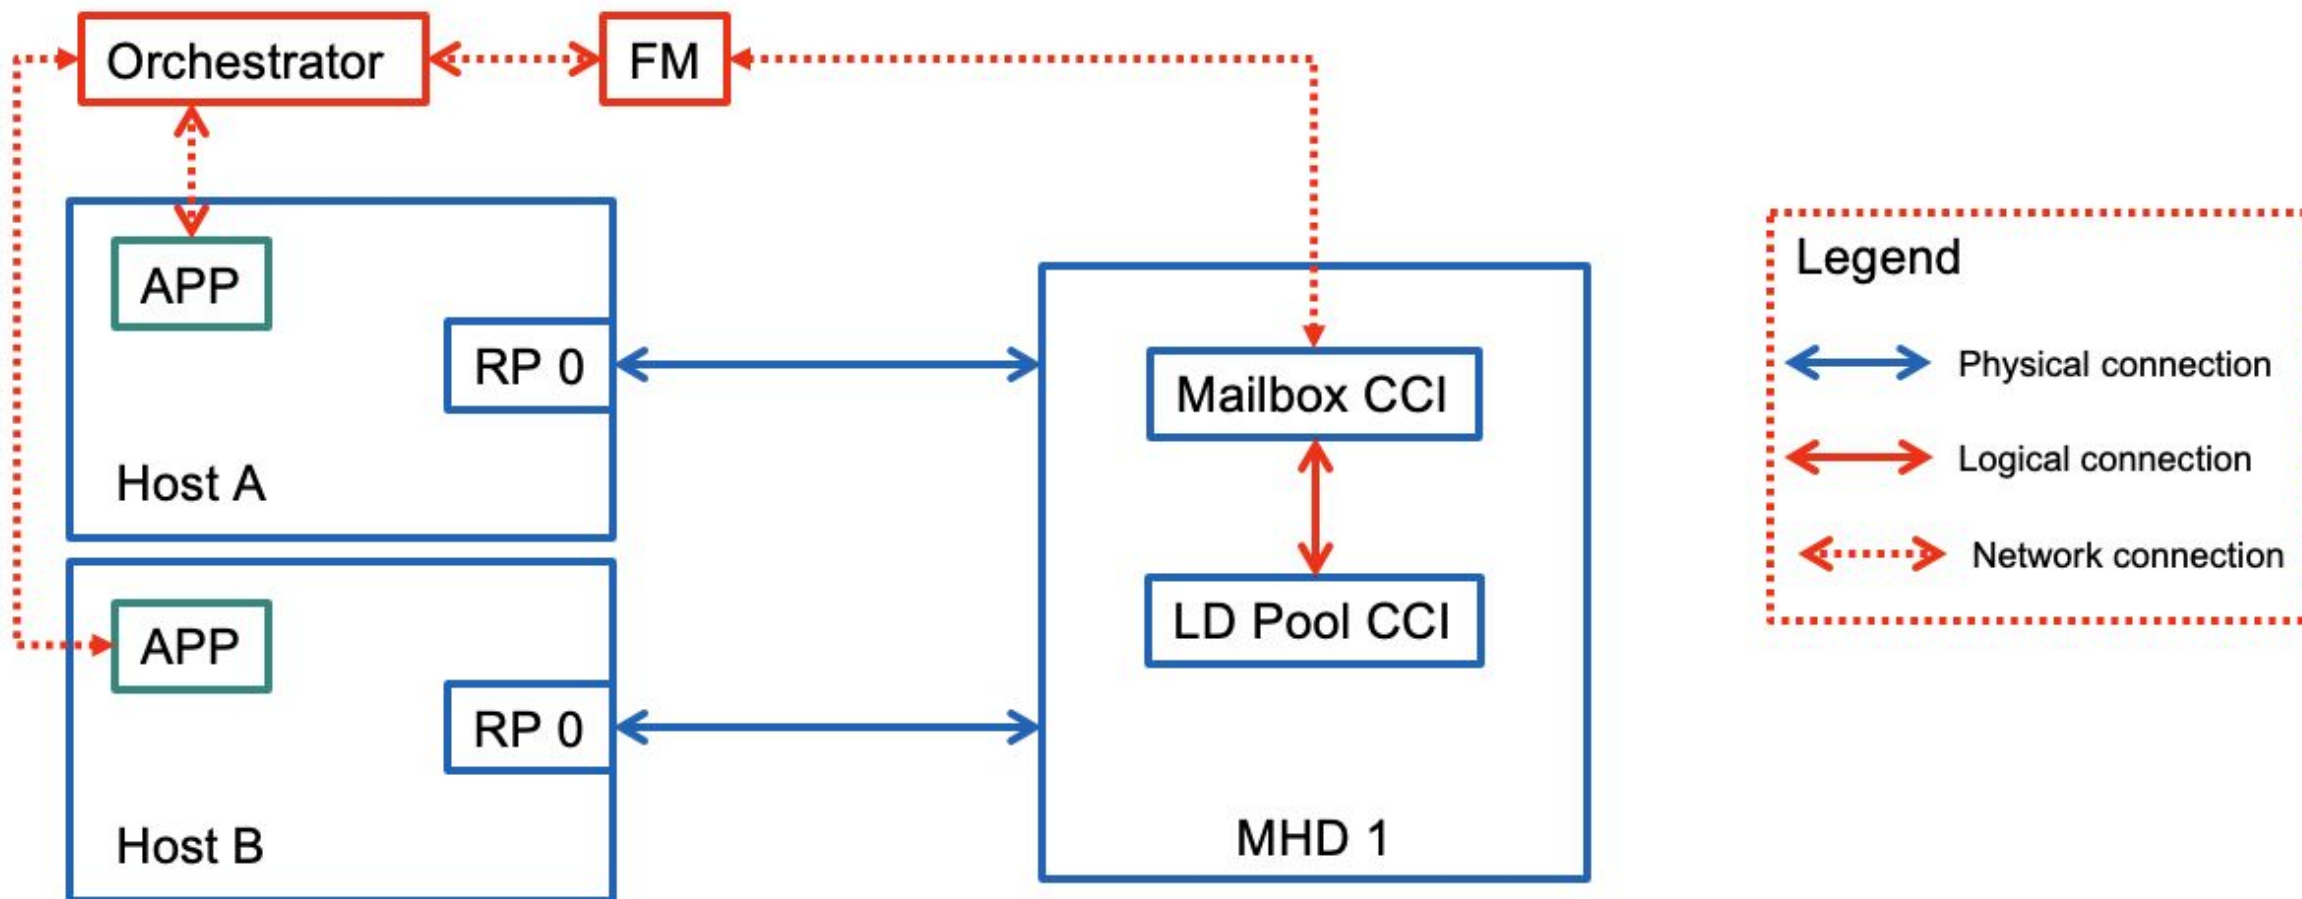 Orchestrator
FM
APP
RP 0
Host A
APP
RP 0
Host B
Mailbox CCI
LD Pool CCI
MHD 1
Legend
Physical connection
Logical connection
Network connection